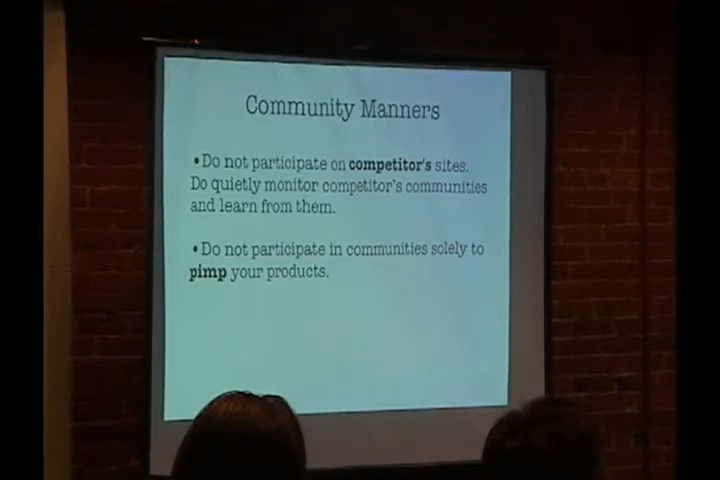 Community Manners
•Do not participate on competitor's sites.
Do quietly monitor competitor's communities
and learn from them.
•Do not participate in communities solely to
pimp your products.